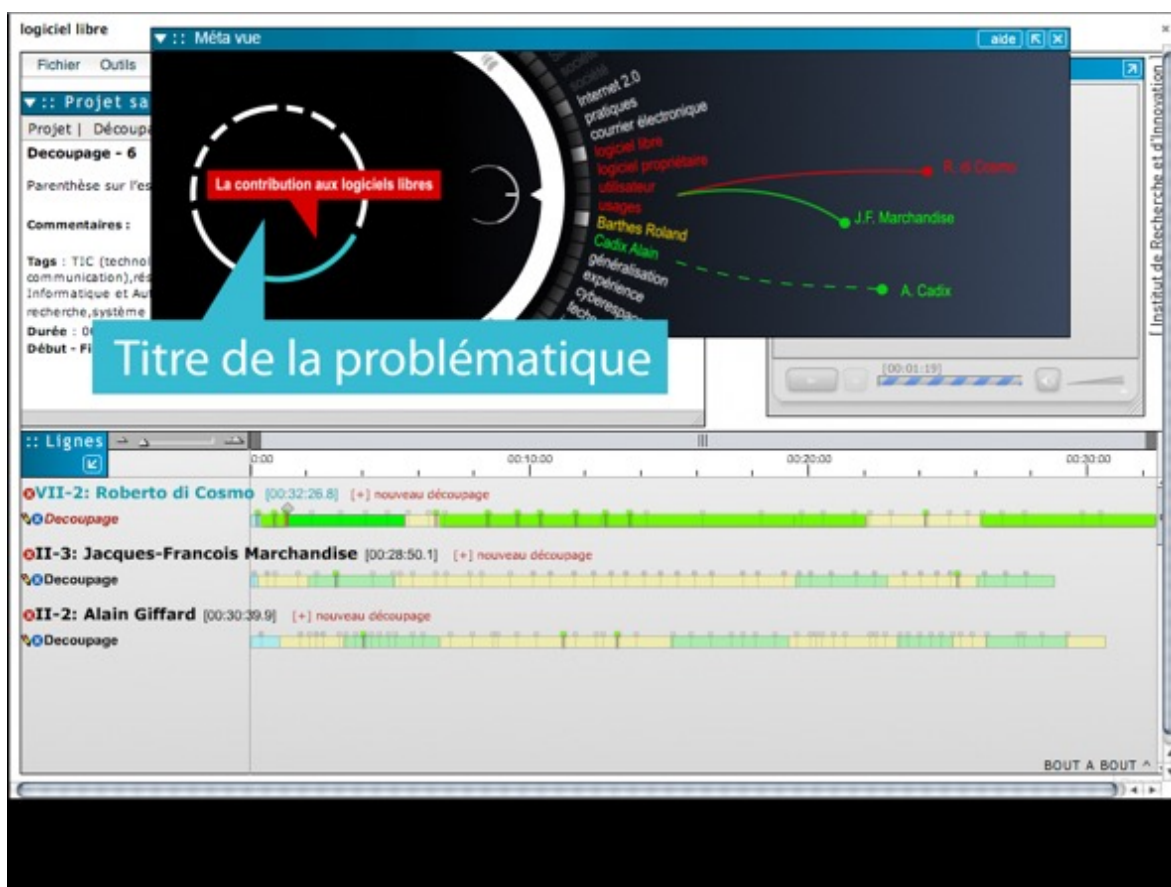 logiciel libre
▼ :: Méta vue
aide
Fichier Outils
▼ :: Projet sa
Projet | Découpa
Decoupage - 6
Parenthèse sur l'es
Commentaires :
Tags : TIC (technol
communication),rés
Informatique et Au
recherche,système
Durée : 0
Début - Fi
La contribution aux logiciels libres
Titre de la problématique
société
Internet 2.0
pratiques
courrier électronique
logiciel libre
logiciel propriétaire
utilisateur
usages
Barthes Roland
Cadix Alain
généralisation
expérience
cyberespace
techn
R. di Cosmo
J.F. Marchandise
A. Cadix
[ Institut de Recherche et d'Innovation
[00:01:19]
:: Lignes
0:00 00:10:00 00:20:00 00:30:00
VII-2: Roberto di Cosmo [00:32:26.8] [+] nouveau découpage
Decoupage
II-3: Jacques-Francois Marchandise [00:28:50.1] [+] nouveau découpage
Decoupage
II-2: Alain Giffard [00:30:39.9] [+] nouveau découpage
Decoupage
BOUT A BOUT ^